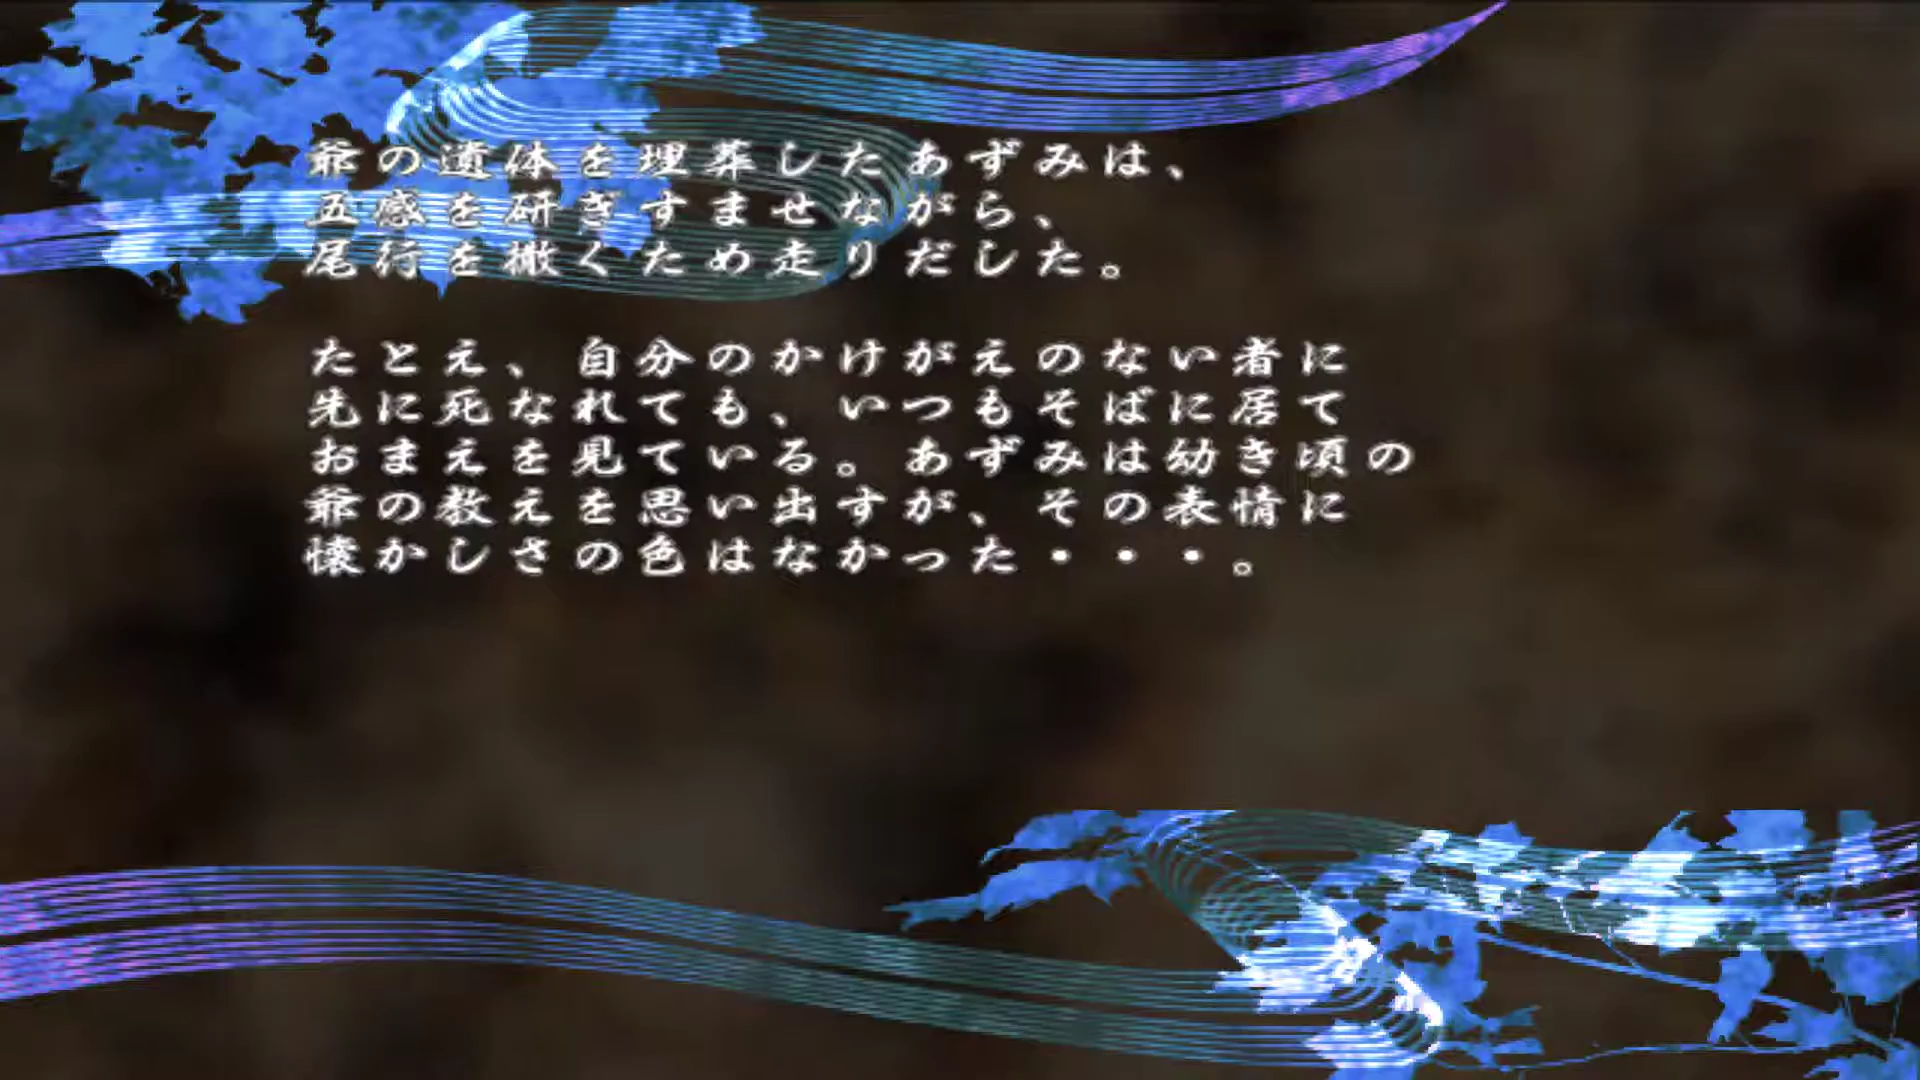 爺の遺体を埋葬したあずみは、
五感を研ぎすませながら、
尾行を撒くため走りだした。
たとえ、自分のかけがえのない者に
先に死なれても、いつもそばに居て
おまえを見ている。あずみは幼き頃の
爺の教えを思い出すが、その表情に
懐かしさの色はなかった・・・。